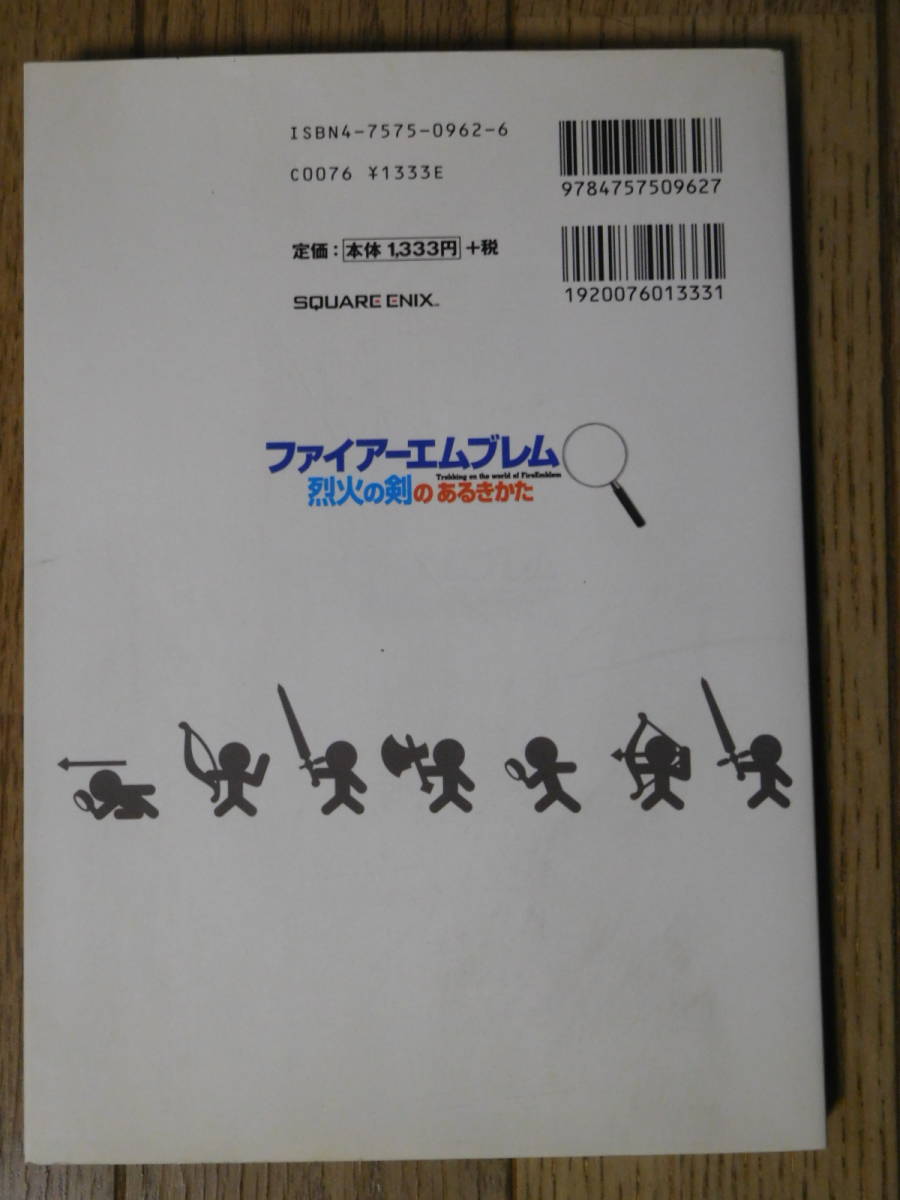 ISBN4-7575-0962-6
C0076 ¥1333E
9784757509627
定価：本体 1,333円+税
1920076013331
SQUARE ENIX™
ファイアーエムブレム
Trekking on the world of FireEmblem
烈火の剣のあるきかた